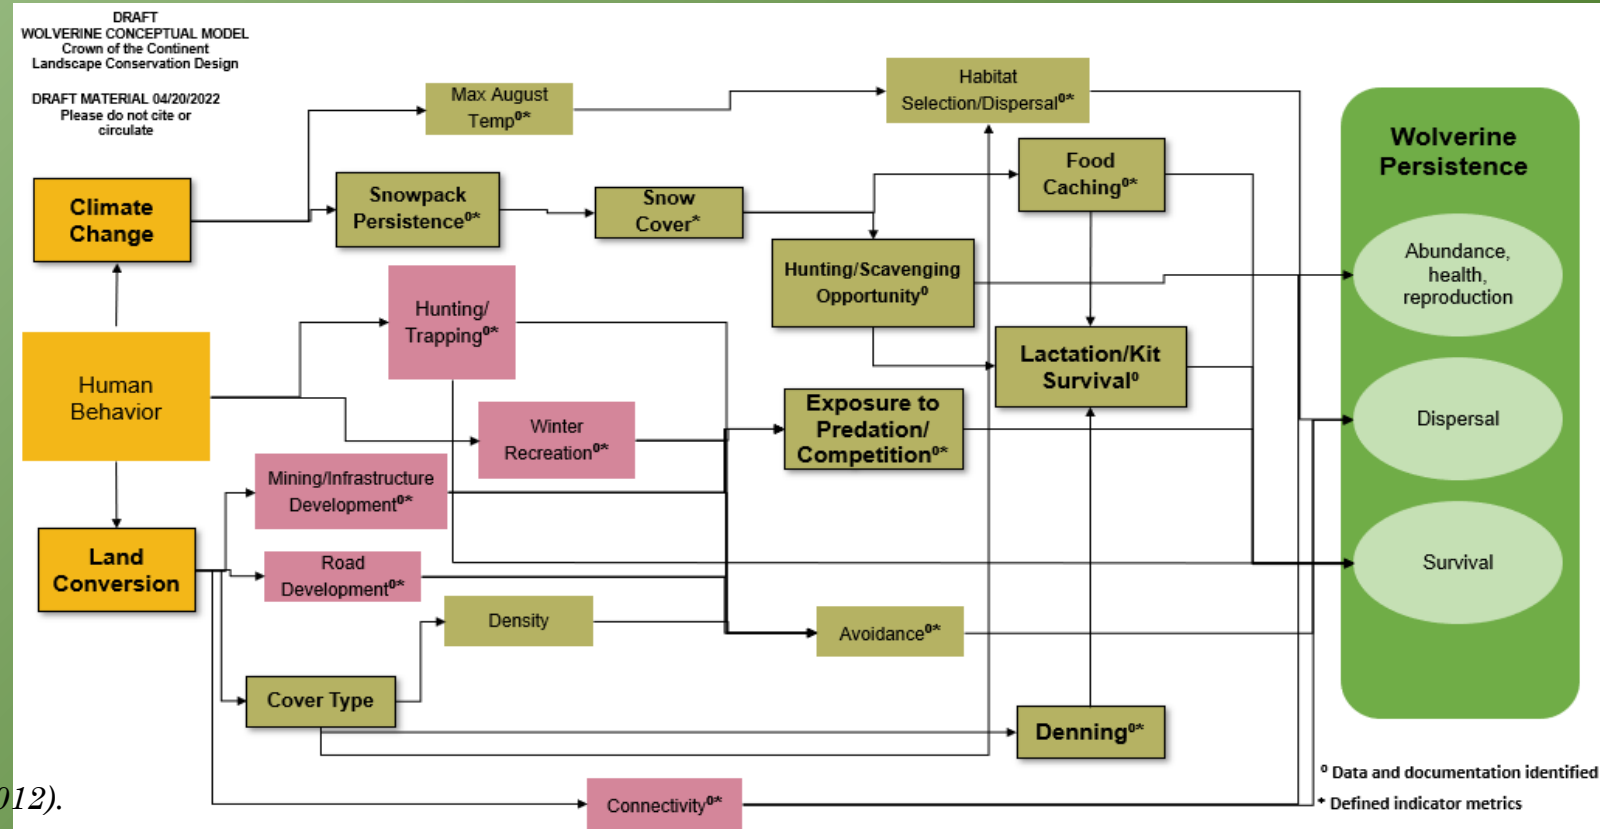 DRAFT
WOLVERINE CONCEPTUAL MODEL
Crown of the Continent
Landscape Conservation Design
DRAFT MATERIAL 04/20/2022
Please do not cite or
circulate
Max August
Temp⁰*
Habitat
Selection/Dispersal⁰*
Wolverine
Persistence
Climate
Change
Snowpack
Persistence⁰*
Snow
Cover*
Food
Caching⁰*
Hunting/Scavenging
Opportunity⁰
Abundance,
health,
reproduction
Human
Behavior
Hunting/
Trapping⁰*
Lactation/Kit
Survival⁰
Winter
Recreation⁰*
Exposure to
Predation/
Competition⁰*
Dispersal
Mining/Infrastructure
Development⁰*
Land
Conversion
Road
Development⁰*
Survival
Density
Avoidance⁰*
Cover Type
Denning⁰*
Connectivity⁰*
⁰ Data and documentation identified
* Defined indicator metrics
012).